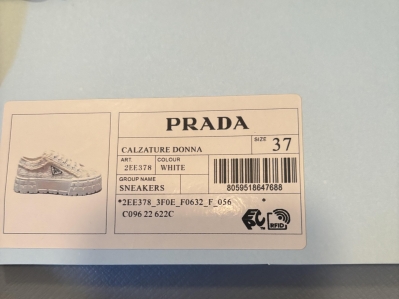 PRADA
CALZATURE DONNA
SIZE 37
ART. COLOUR
2EE378 WHITE
GROUP NAME
SNEAKERS
8059518647688
*2EE378_3F0E_F0632_F_056
C096 22 622C
RFID